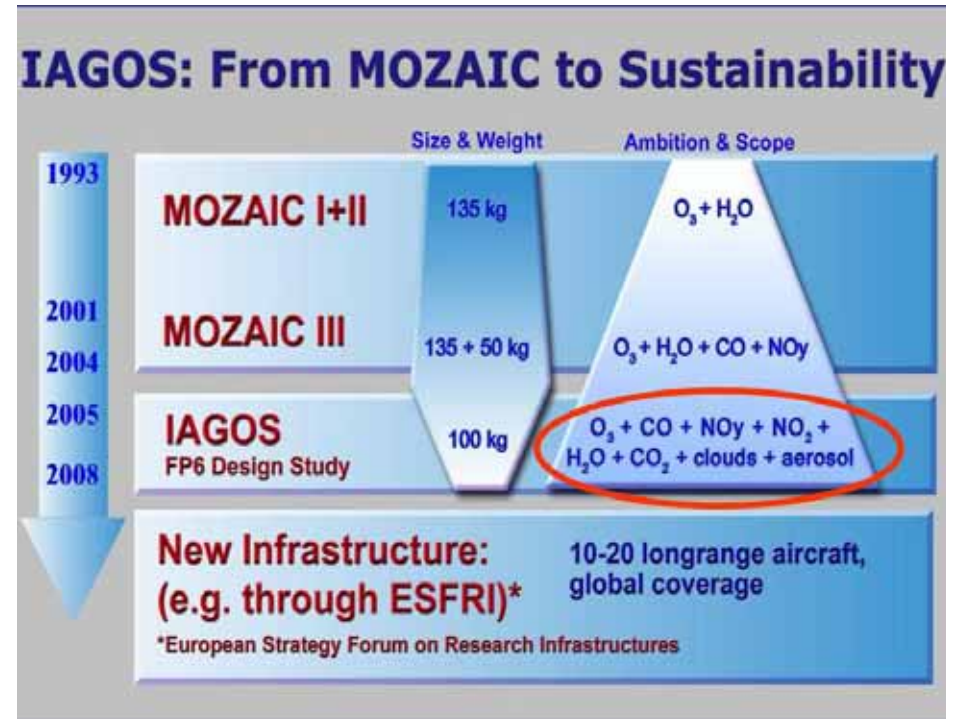 IAGOS: From MOZAIC to Sustainability
Size & Weight
Ambition & Scope
1993
MOZAIC I+II
135 kg
O₃ + H₂O
2001
MOZAIC III
135 + 50 kg
O₃ + H₂O + CO + NOy
2004
2005
IAGOS
FP6 Design Study
100 kg
O₃ + CO + NOy + NO₂ +
H₂O + CO₂ + clouds + aerosol
2008
New Infrastructure:
(e.g. through ESFRI)*
10-20 longrange aircraft,
global coverage
*European Strategy Forum on Research Infrastructures